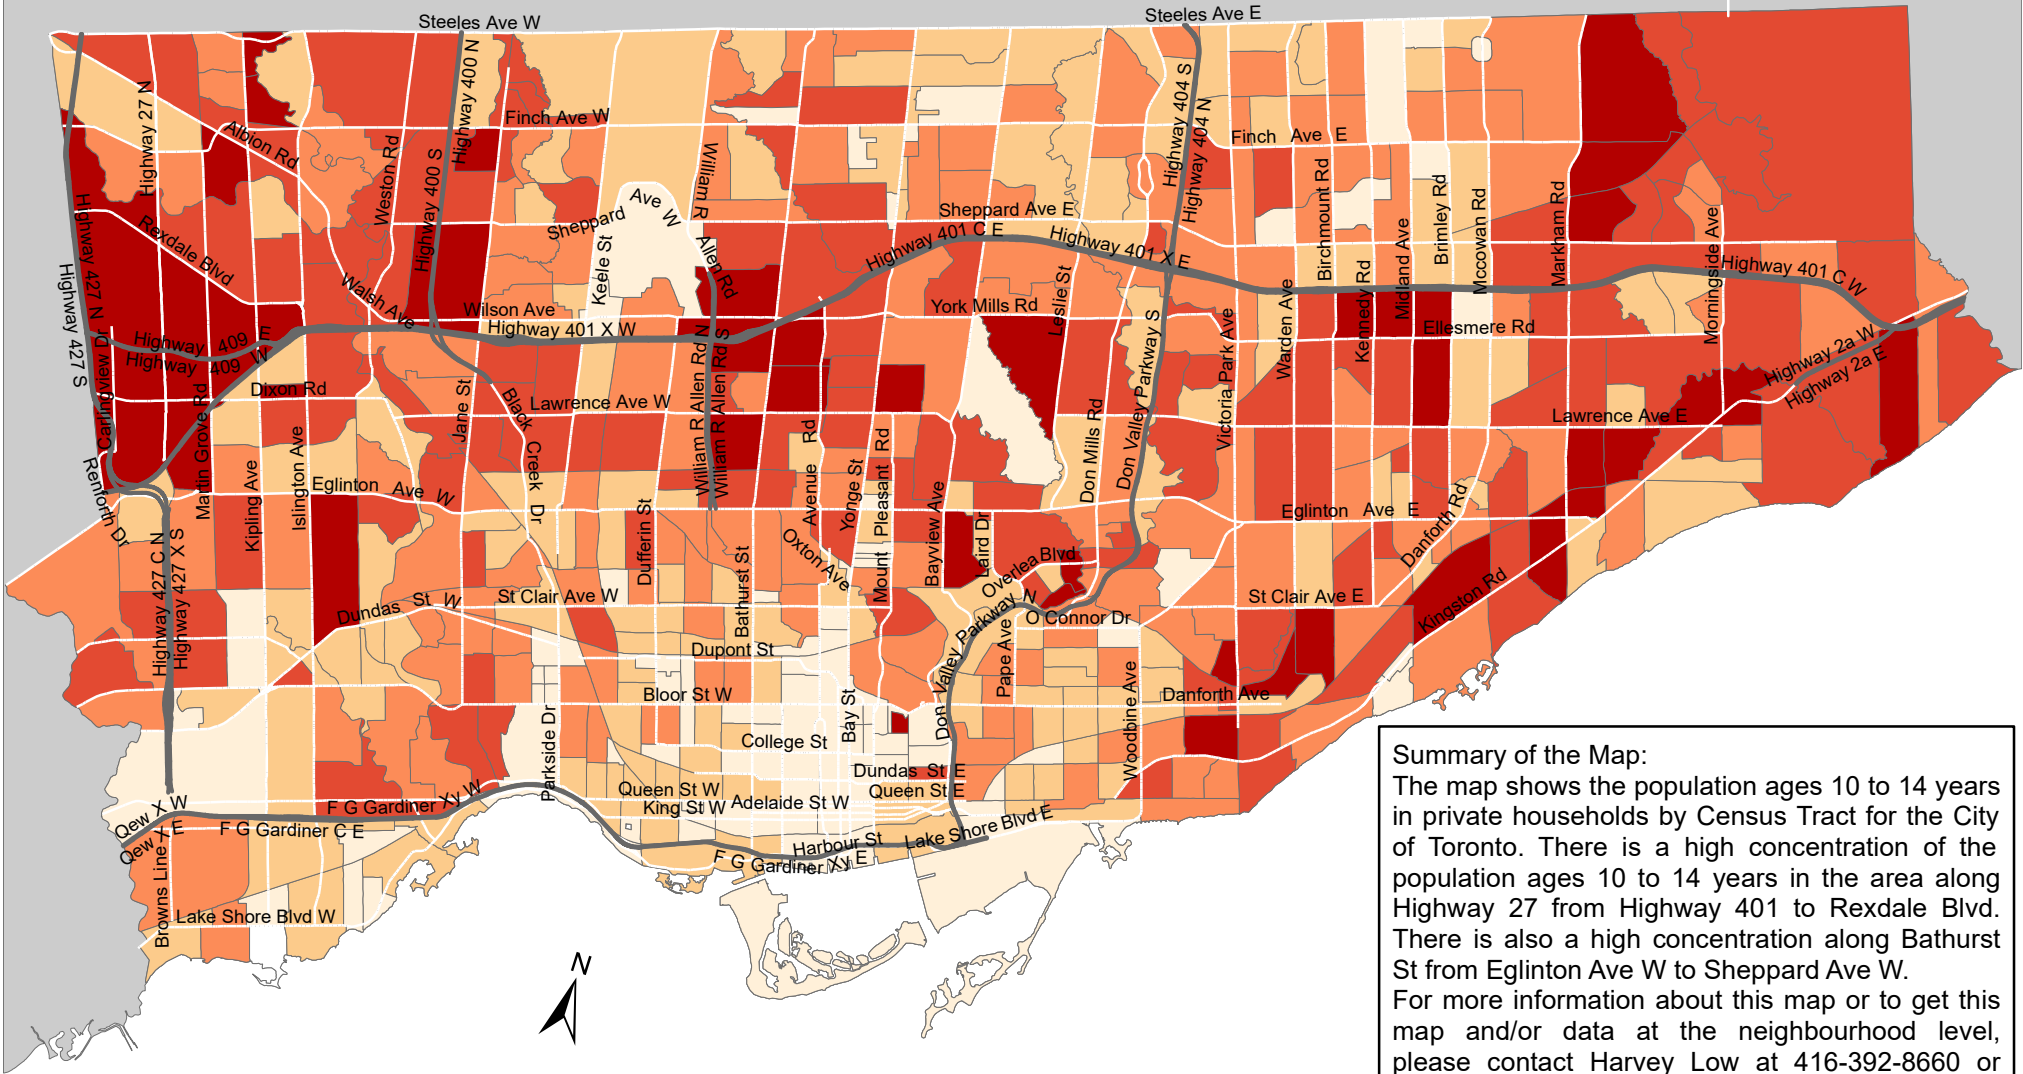 Steeles Ave W
Steeles Ave E
Highway 27 N
Highway 400 N
Highway 404 S
Finch Ave W
Albion Rd
Highway 404 N
Finch Ave E
Weston Rd
Highway 400 S
William R
Birchmount Rd
Brimley Rd
Mccowan Rd
Markham Rd
Midland Ave
Morningside Ave
Sheppard Ave W
Sheppard Ave E
Keele St
Allen Rd
Highway 401 C E
Highway 401 X E
Highway 427 N
Rexdale Blvd
Highway 427 S
Walsh Ave
Wilson Ave
Highway 401 X W
York Mills Rd
Leslie St
Kennedy Rd
Ellesmere Rd
Highway 401 C W
Highway 409 E
Highway 409 W
Carlingview Dr
Martin Grove Rd
Dixon Rd
Jane St
Black Creek Dr
Lawrence Ave W
William R Allen Rd N
William R Allen Rd S
Don Valley Parkway S
Victoria Park Ave
Warden Ave
Highway 2a W
Highway 2a E
Lawrence Ave E
Renforth Dr
Kipling Ave
Islington Ave
Eglinton Ave W
Dufferin St
Avenue Rd
Yonge St
Mount Pleasant Rd
Bayview Ave
Laird Dr
Don Mills Rd
Eglinton Ave E
Danforth Rd
Highway 427 C N
Highway 427 X S
Dundas St W
St Clair Ave W
Bathurst St
Oxton Ave
Overlea Blvd
Don Valley Parkway N
O Connor Dr
St Clair Ave E
Kingston Rd
Dupont St
Pape Ave
Bloor St W
Danforth Ave
Woodbine Ave
Parkside Dr
Bay St
College St
Dundas St E
Queen St W
Queen St E
King St W
Adelaide St W
Qew X W
Qew X E
F G Gardiner Xy W
F G Gardiner C E
Harbour St
Lake Shore Blvd E
F G Gardiner Xy E
Browns Line
Lake Shore Blvd W
N
Summary of the Map:
The map shows the population ages 10 to 14 years
in private households by Census Tract for the City
of Toronto. There is a high concentration of the
population ages 10 to 14 years in the area along
Highway 27 from Highway 401 to Rexdale Blvd.
There is also a high concentration along Bathurst
St from Eglinton Ave W to Sheppard Ave W.
For more information about this map or to get this
map and/or data at the neighbourhood level,
please contact Harvey Low at 416-392-8660 or